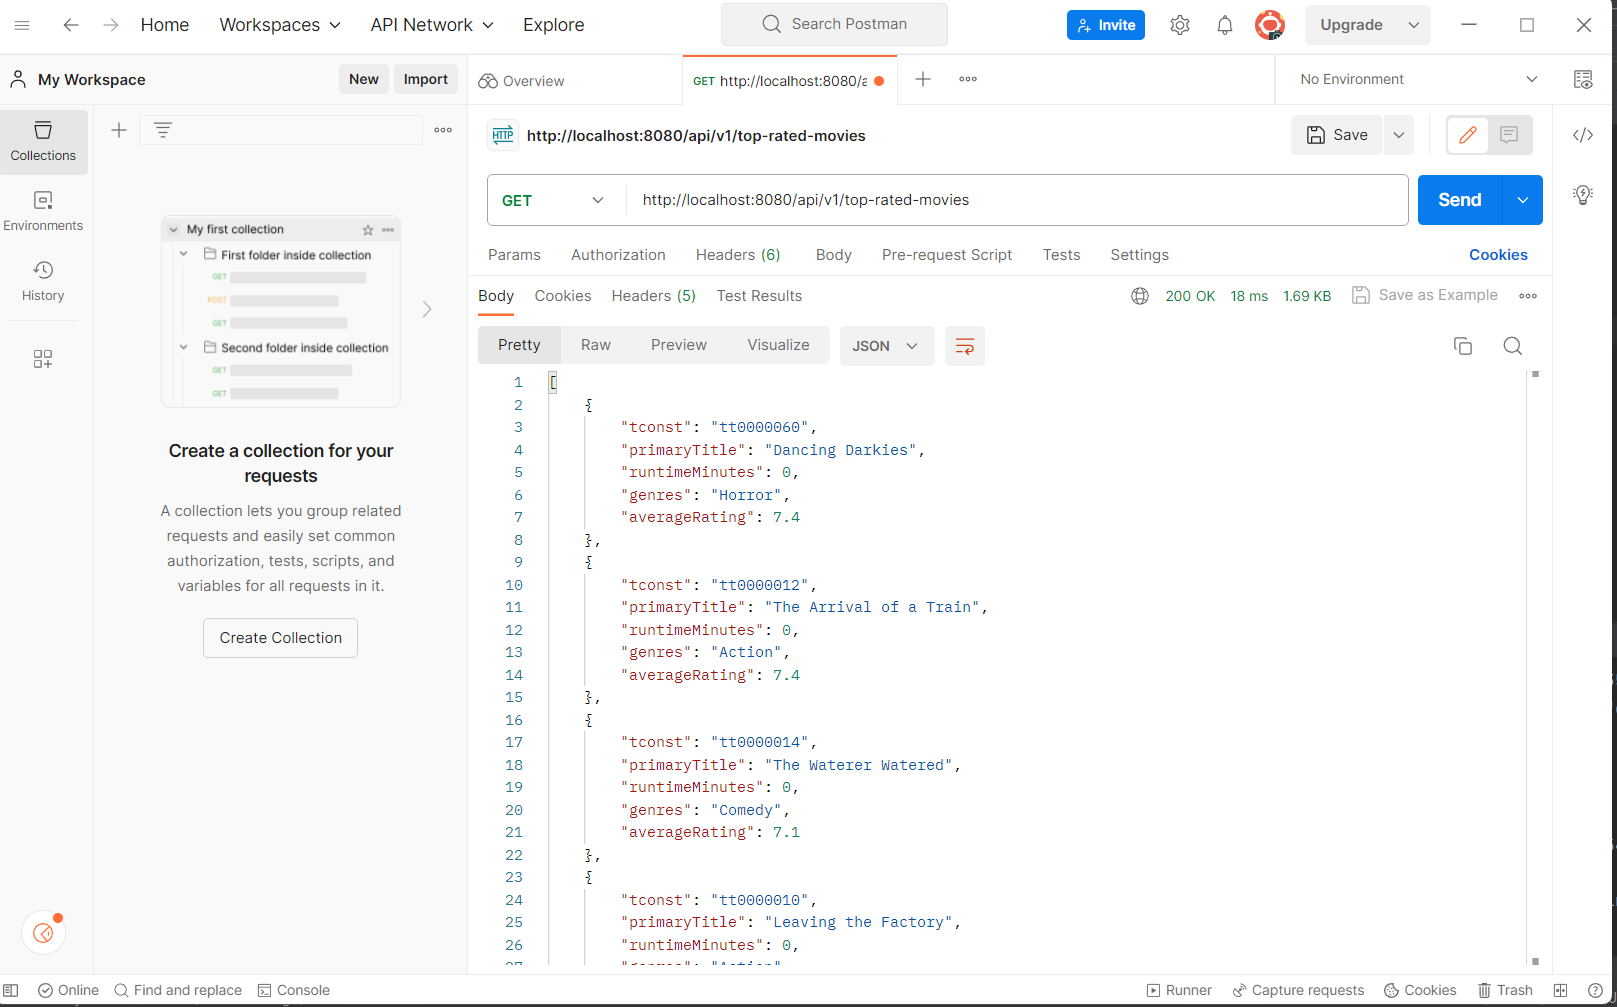 Home Workspaces API Network Explore Search Postman Invite Upgrade
My Workspace New Import Overview GET http://localhost:8080/a No Environment
Collections
Environments
History
My first collection
First folder inside collection
GET
POST
GET
Second folder inside collection
GET
GET
Create a collection for your
requests
A collection lets you group related
requests and easily set common
authorization, tests, scripts, and
variables for all requests in it.
Create Collection
HTTP http://localhost:8080/api/v1/top-rated-movies Save
GET http://localhost:8080/api/v1/top-rated-movies Send
Params Authorization Headers (6) Body Pre-request Script Tests Settings Cookies
Body Cookies Headers (5) Test Results 200 OK 18 ms 1.69 KB Save as Example
Pretty Raw Preview Visualize JSON
1 [
2 {
3 "tconst": "tt0000060",
4 "primaryTitle": "Dancing Darkies",
5 "runtimeMinutes": 0,
6 "genres": "Horror",
7 "averageRating": 7.4
8 },
9 {
10 "tconst": "tt0000012",
11 "primaryTitle": "The Arrival of a Train",
12 "runtimeMinutes": 0,
13 "genres": "Action",
14 "averageRating": 7.4
15 },
16 {
17 "tconst": "tt0000014",
18 "primaryTitle": "The Waterer Watered",
19 "runtimeMinutes": 0,
20 "genres": "Comedy",
21 "averageRating": 7.1
22 },
23 {
24 "tconst": "tt0000010",
25 "primaryTitle": "Leaving the Factory",
26 "runtimeMinutes": 0,
27 "genres": "Action"
Online Find and replace Console Runner Capture requests Cookies Trash